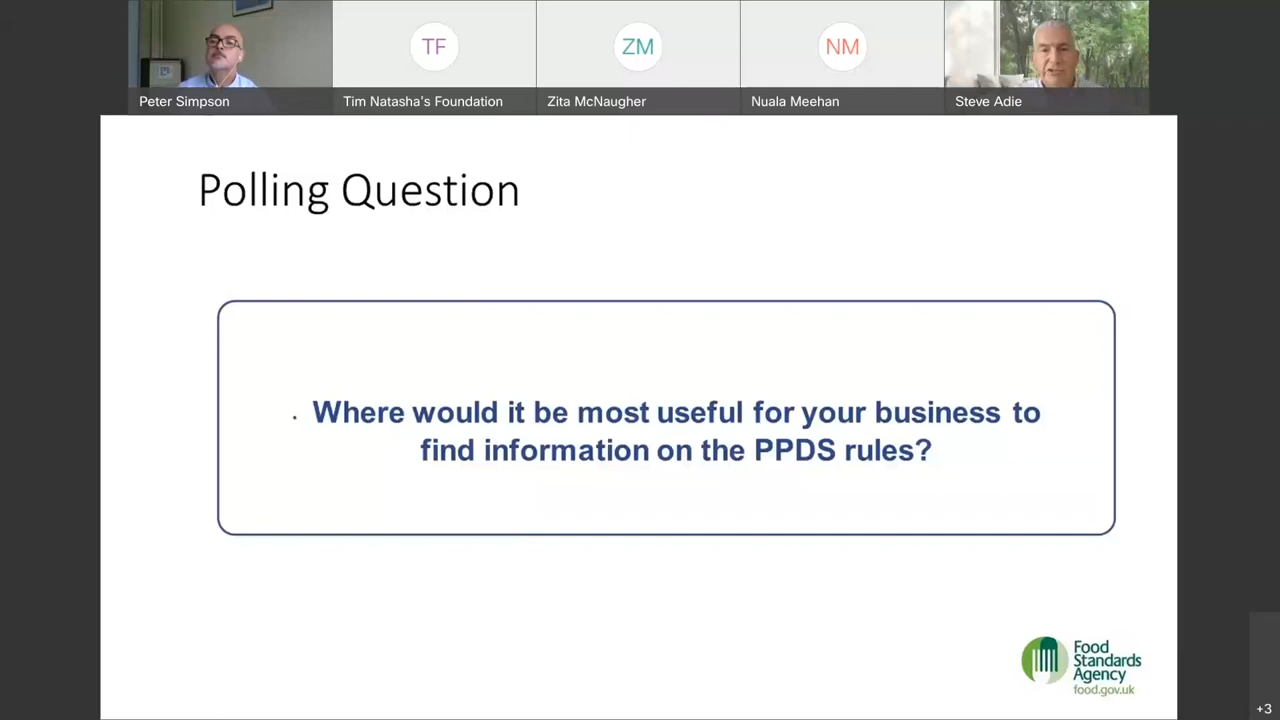 TF
ZM
NM
Peter Simpson
Tim Natasha's Foundation
Zita McNaugher
Nuala Meehan
Steve Adie
Polling Question
. Where would it be most useful for your business to
find information on the PPDS rules?
Food
Standards
Agency
food.gov.uk
+3